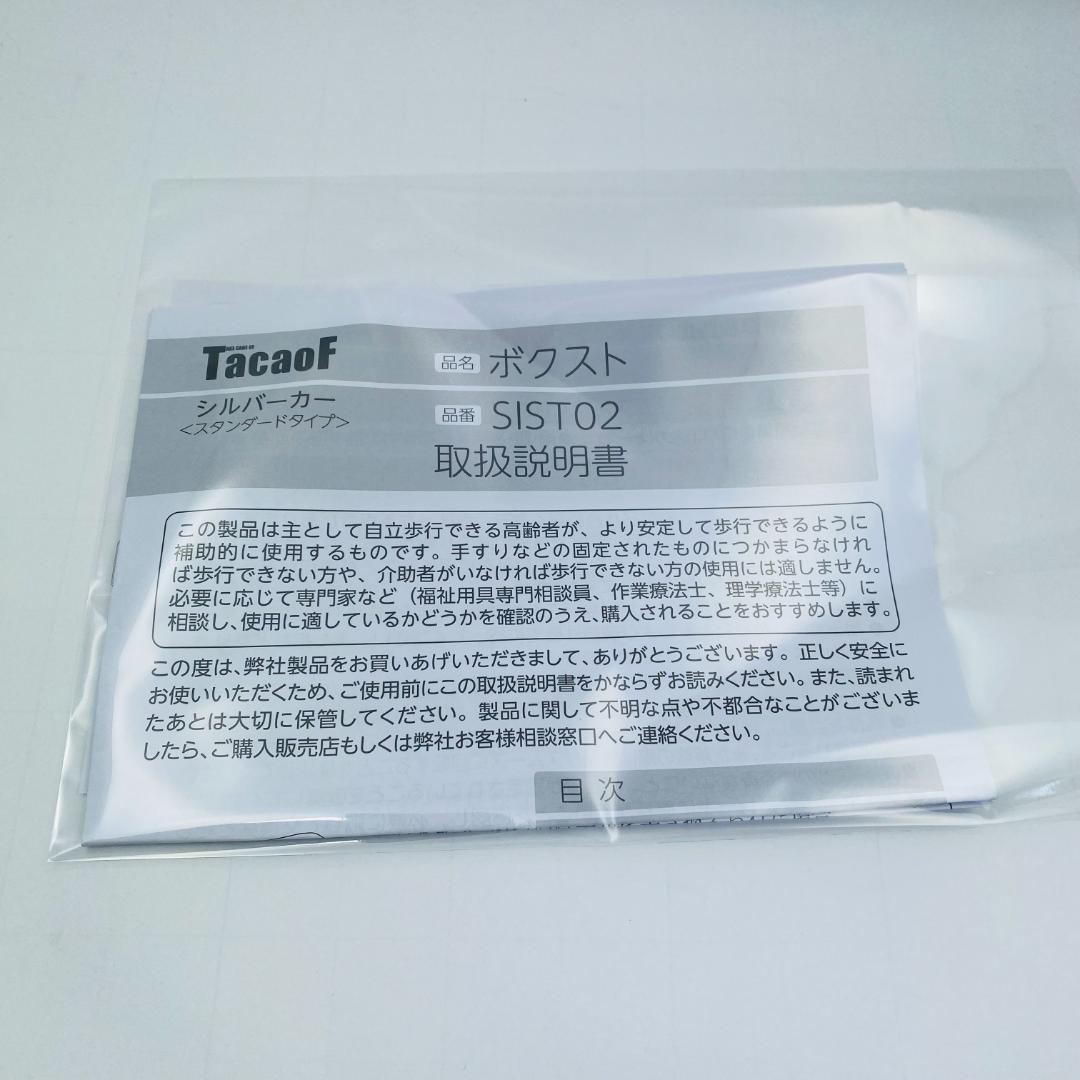 TacaoF
品名 ボクスト
シルバーカー
<スタンダードタイプ>
品番 SIST02
取扱説明書
この製品は主として自立歩行できる高齢者が、より安定して歩行できるように
補助的に使用するものです。手すりなどの固定されたものにつかまらなけれ
ば歩行できない方や、介助者がいなければ歩行できない方の使用には適しません。
必要に応じて専門家など（福祉用具専門相談員、作業療法士、理学療法士等）に
相談し、使用に適しているかどうかを確認のうえ、購入されることをおすすめします。
この度は、弊社製品をお買いあげいただきまして、ありがとうございます。正しく安全に
お使いいただくため、ご使用前にこの取扱説明書をかならずお読みください。また、読まれ
たあとは大切に保管してください。製品に関して不明な点や不都合なことがございま
したら、ご購入販売店もしくは弊社お客様相談窓口へご連絡ください。
目次